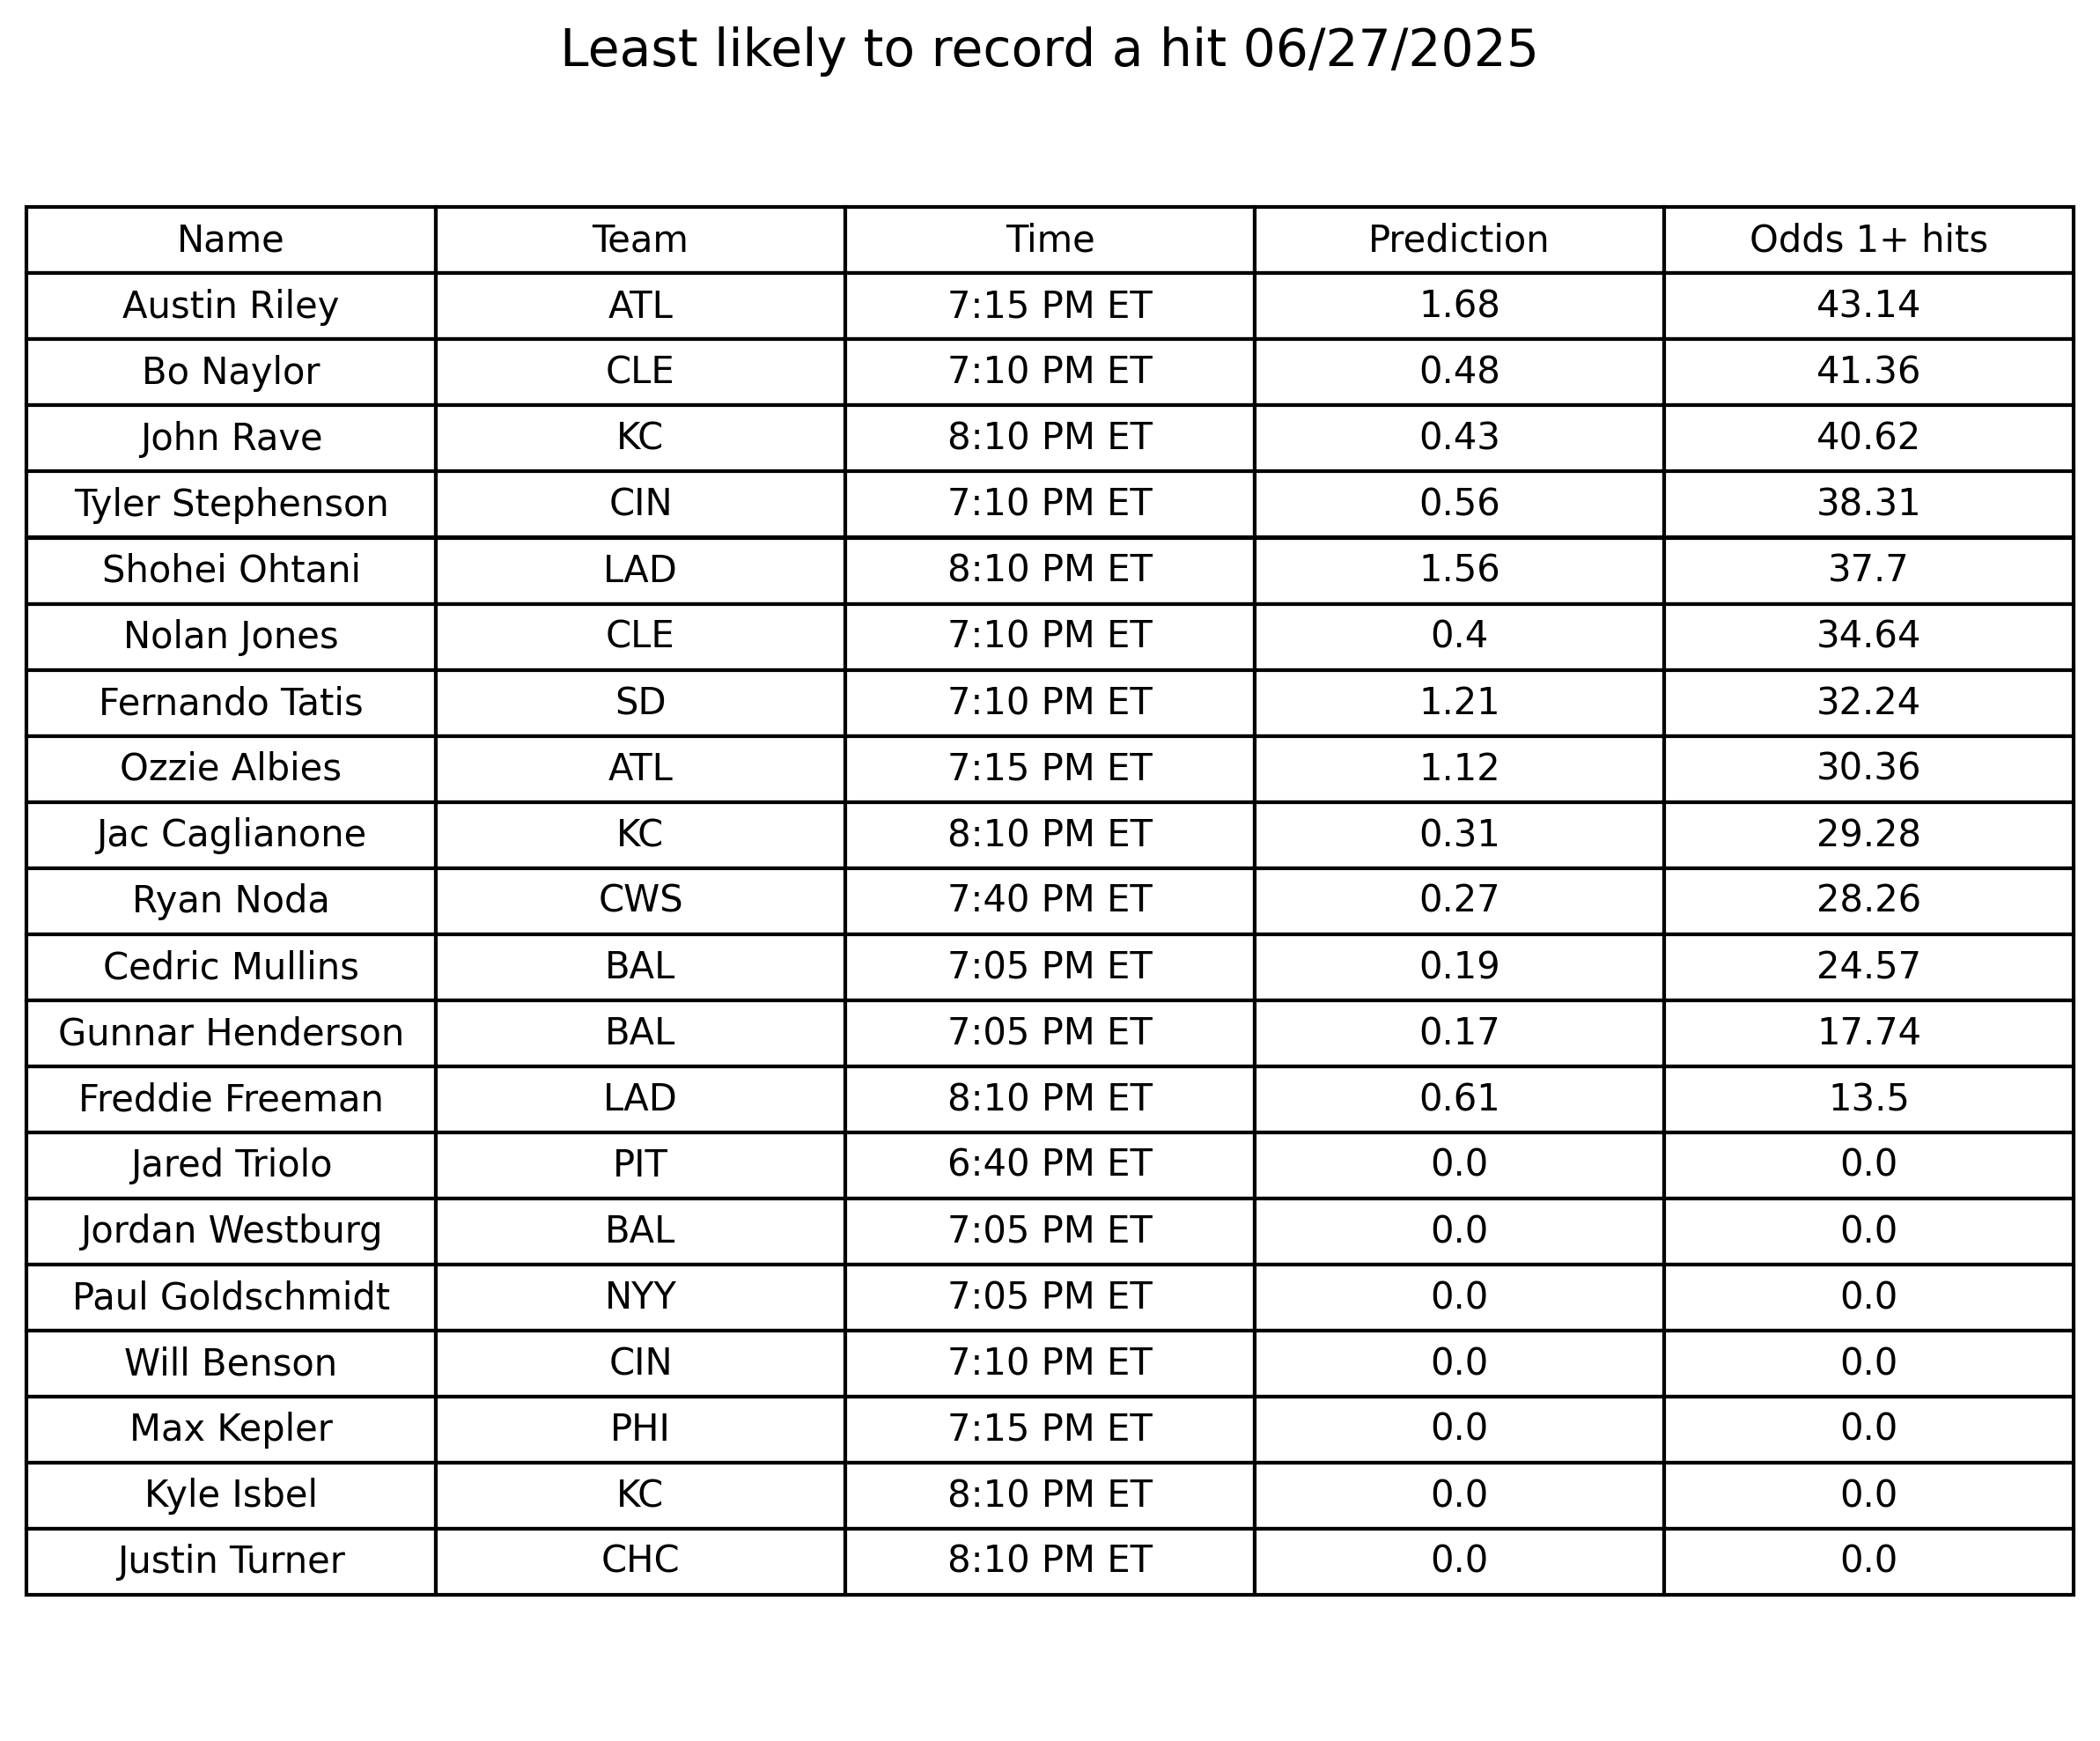 Least likely to record a hit 06/27/2025
Name Team Time Prediction Odds 1+ hits
Austin Riley ATL 7:15 PM ET 1.68 43.14
Bo Naylor CLE 7:10 PM ET 0.48 41.36
John Rave KC 8:10 PM ET 0.43 40.62
Tyler Stephenson CIN 7:10 PM ET 0.56 38.31
Shohei Ohtani LAD 8:10 PM ET 1.56 37.7
Nolan Jones CLE 7:10 PM ET 0.4 34.64
Fernando Tatis SD 7:10 PM ET 1.21 32.24
Ozzie Albies ATL 7:15 PM ET 1.12 30.36
Jac Caglianone KC 8:10 PM ET 0.31 29.28
Ryan Noda CWS 7:40 PM ET 0.27 28.26
Cedric Mullins BAL 7:05 PM ET 0.19 24.57
Gunnar Henderson BAL 7:05 PM ET 0.17 17.74
Freddie Freeman LAD 8:10 PM ET 0.61 13.5
Jared Triolo PIT 6:40 PM ET 0.0 0.0
Jordan Westburg BAL 7:05 PM ET 0.0 0.0
Paul Goldschmidt NYY 7:05 PM ET 0.0 0.0
Will Benson CIN 7:10 PM ET 0.0 0.0
Max Kepler PHI 7:15 PM ET 0.0 0.0
Kyle Isbel KC 8:10 PM ET 0.0 0.0
Justin Turner CHC 8:10 PM ET 0.0 0.0